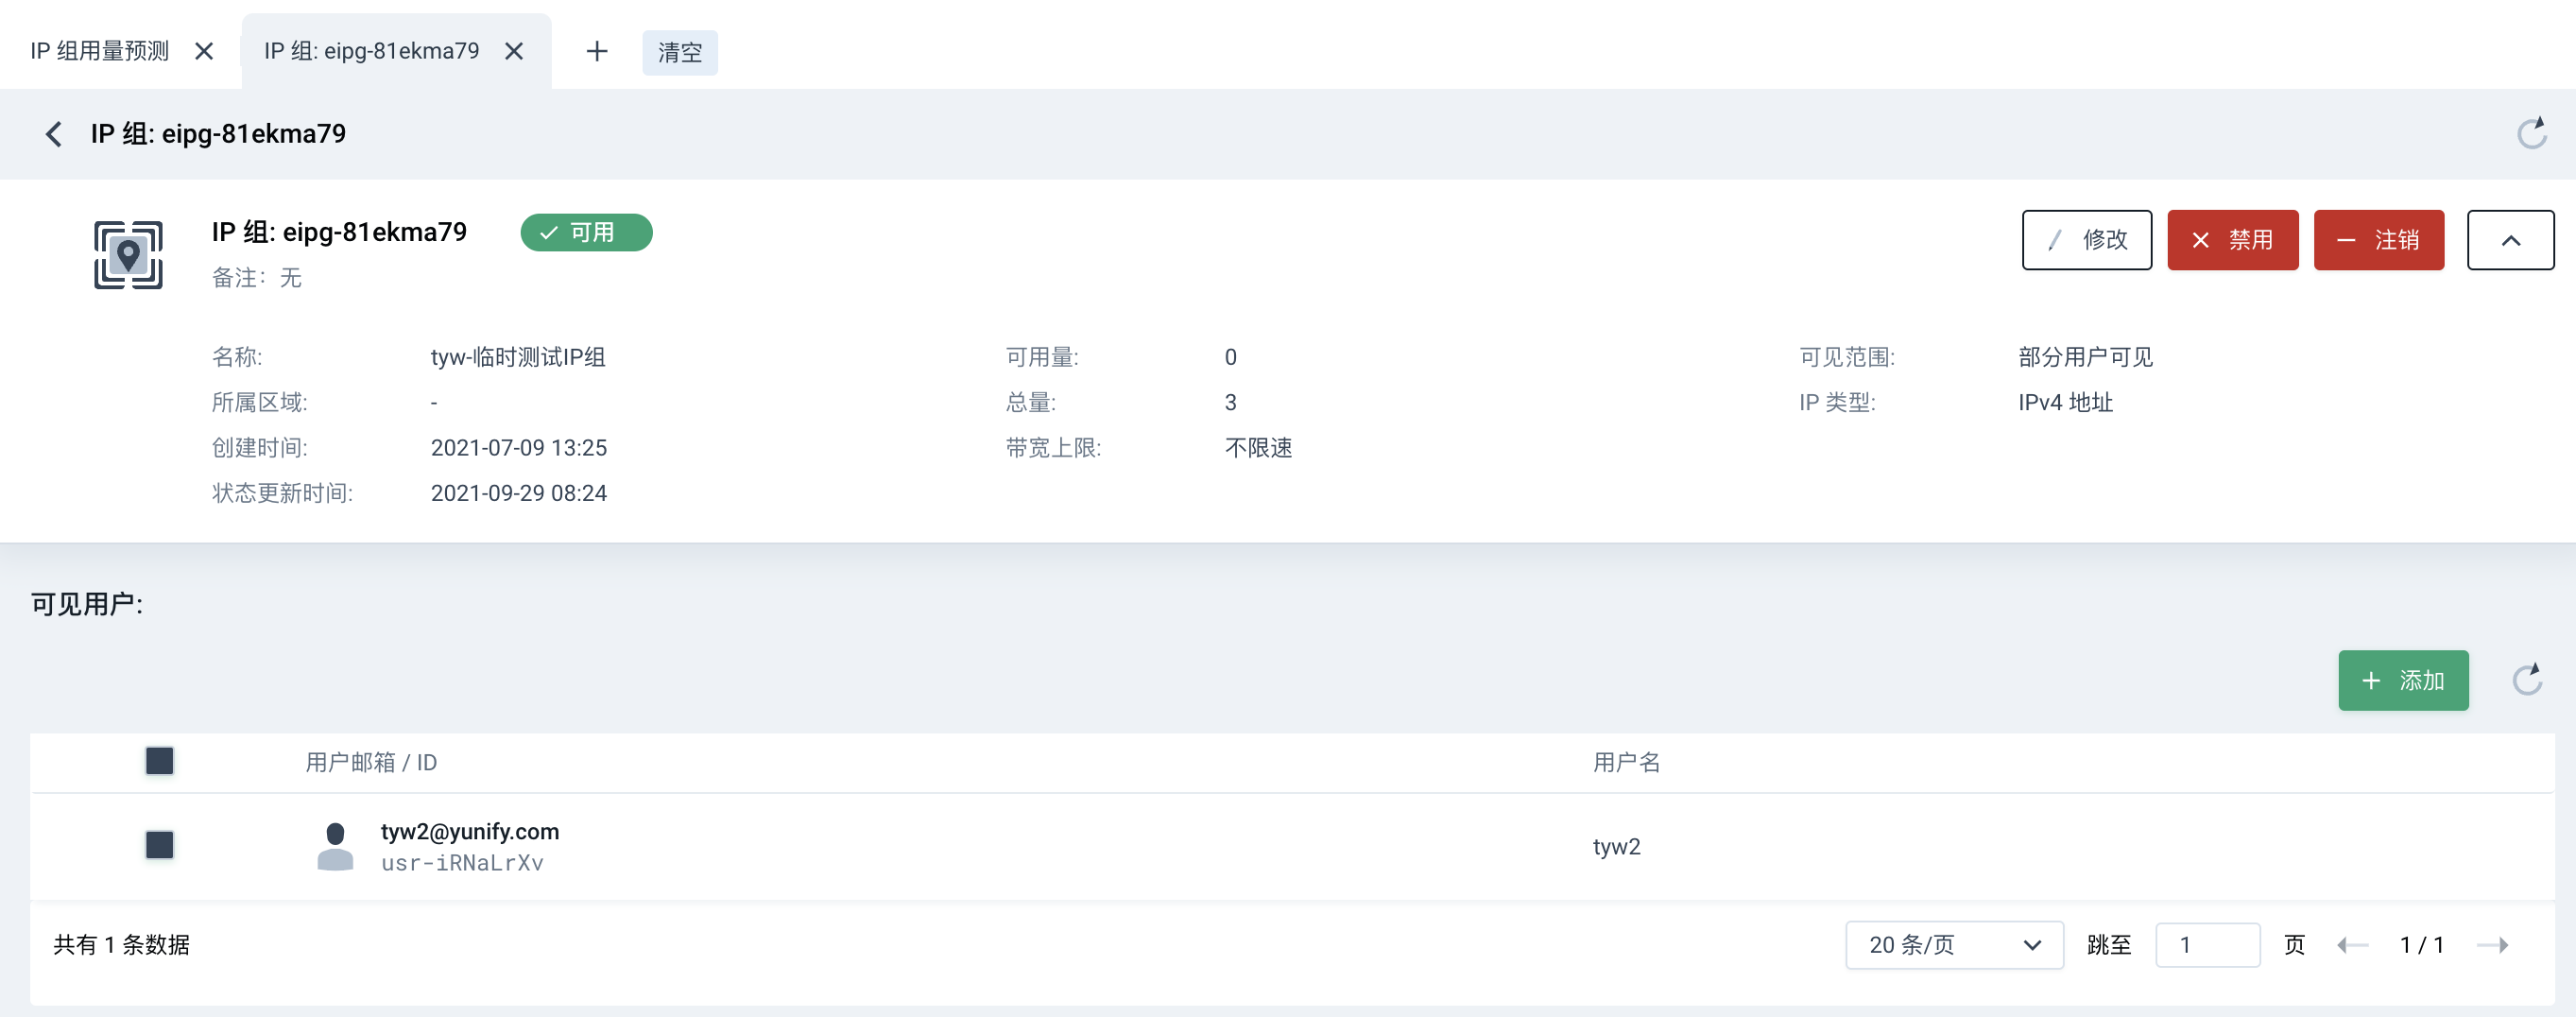 IP 组用量预测
IP 组: eipg-81ekma79
清空
IP 组: eipg-81ekma79
IP 组: eipg-81ekma79
可用
备注：无
修改
禁用
注销
名称: tyw-临时测试IP组
可用量: 0
可见范围: 部分用户可见
所属区域: -
总量: 3
IP 类型: IPv4 地址
创建时间: 2021-07-09 13:25
带宽上限: 不限速
状态更新时间: 2021-09-29 08:24
可见用户:
添加
用户邮箱 / ID
用户名
tyw2@yunify.com
usr-iRNaLrXv
tyw2
共有 1 条数据
20 条/页
跳至 1 页
1 / 1